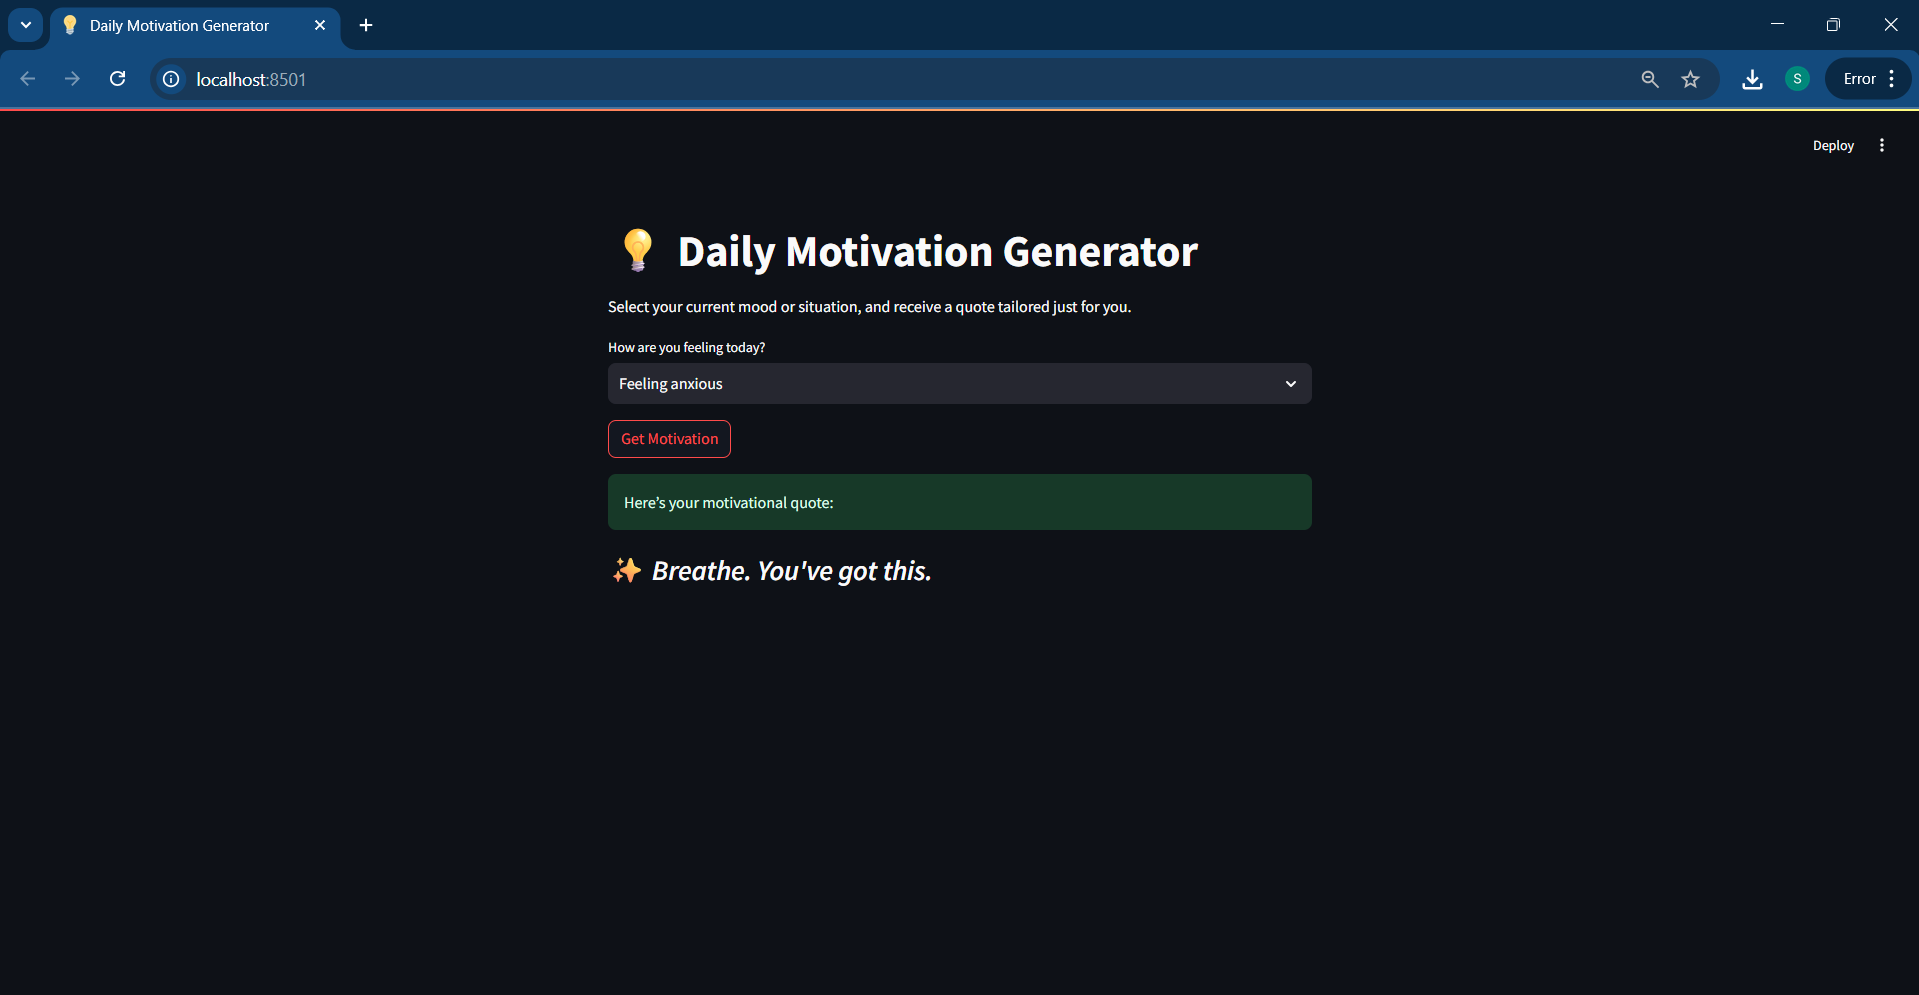 Daily Motivation Generator
localhost:8501
S
Error
Deploy
Daily Motivation Generator
Select your current mood or situation, and receive a quote tailored just for you.
How are you feeling today?
Feeling anxious
Get Motivation
Here’s your motivational quote:
Breathe. You've got this.